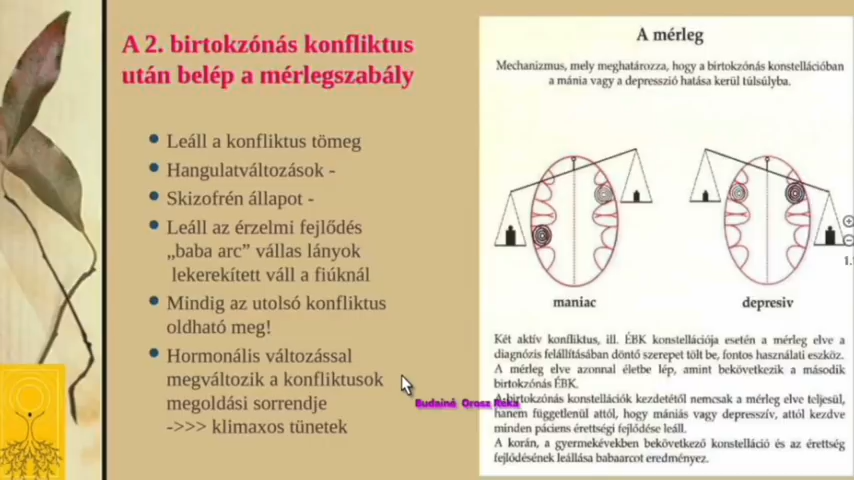 A 2. birtokzónás konfliktus
után belép a mérlegszabály
Leáll a konfliktus tömeg
Hangulatváltozások -
Skizofrén állapot -
Leáll az érzelmi fejlődés
„baba arc” vállas lányok
lekerekített váll a fiúknál
Mindig az utolsó konfliktus
oldható meg!
Hormonális változással
megváltozik a konfliktusok
megoldási sorrendje
->>> klimaxos tünetek
A mérleg
Mechanizmus, mely meghatározza, hogy a birtokzónás konstellációban
a mánia vagy a depresszió hatása kerül túlsúlyba.
maniac
depresiv
1.
Két aktív konfliktus, ill. ÉBK konstellációja esetén a mérleg elve a
diagnózis felállításában döntő szerepet tölt be, fontos használati eszköz.
A mérleg elve azonnal életbe lép, amint bekövetkezik a második
birtokzónás ÉBK.
A birtokzónás konstellációk kezdetétől nemcsak a mérleg elve teljesül,
hanem függetlenül attól, hogy mániás vagy depresszív, attól kezdve
minden páciens érettségi fejlődése leáll.
A korán, a gyermekévekben bekövetkező konstelláció és az érettség
fejlődésének leállása babaarcot eredményez.
Budainé Orosz Réka